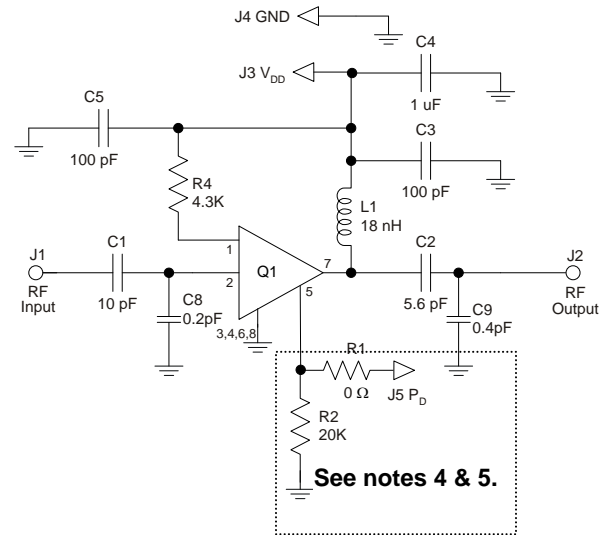 J4 GND
C4
J3 VDD
1 uF
C5
100 pF
C3
100 pF
R4
4.3K
L1
18 nH
J1
RF
Input
C1
10 pF
1
2
Q1
7
5
C2
5.6 pF
J2
RF
Output
C8
0.2pF
3,4,6,8
C9
0.4pF
R1
0 Ω
J5 PD
R2
20K
See notes 4 & 5.